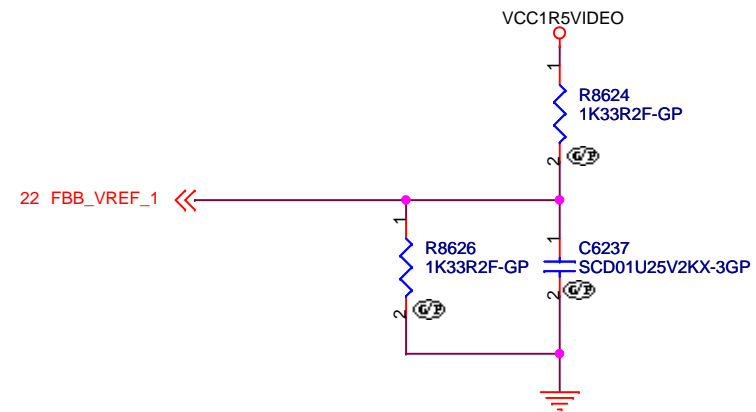 VCC1R5VIDEO
1
R8624
1K33R2F-GP
2
G/P
22 FBB_VREF_1
1
R8626
1K33R2F-GP
2
G/P
1
C6237
SCD01U25V2KX-3GP
2
G/P